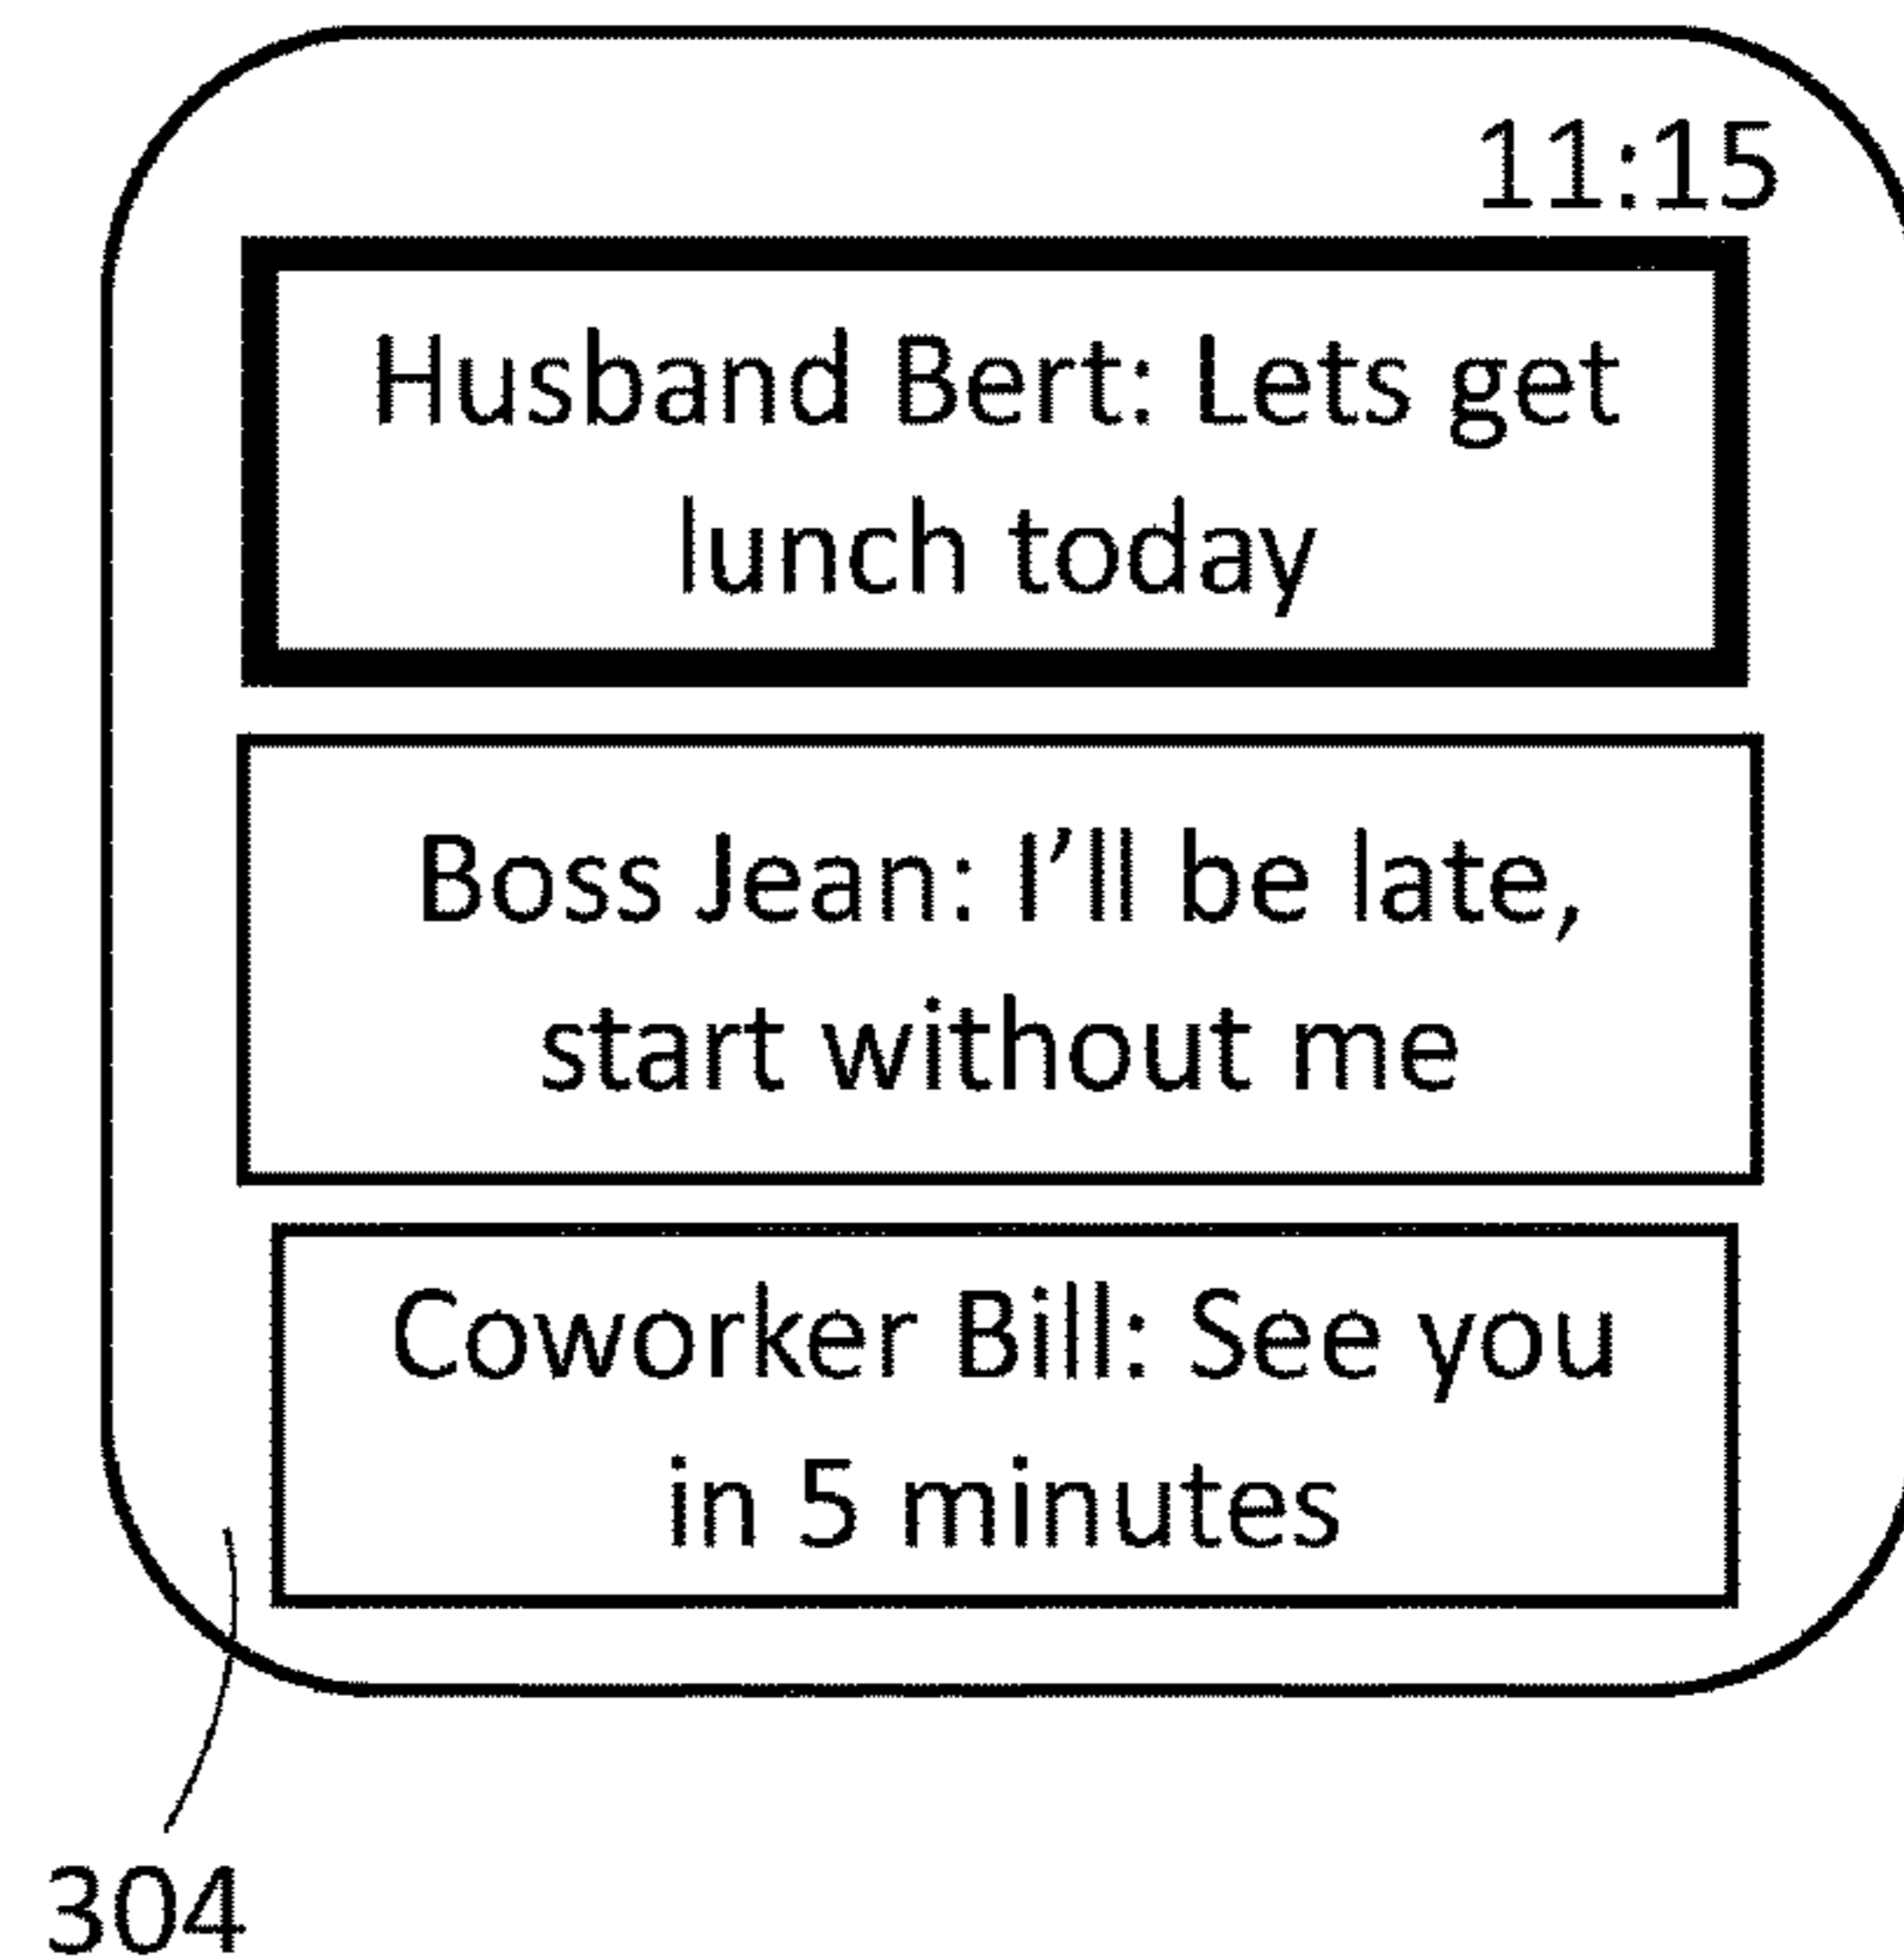 11:15
Husband Bert: Lets get
lunch today
Boss Jean: I’ll be late,
start without me
Coworker Bill: See you
in 5 minutes
304